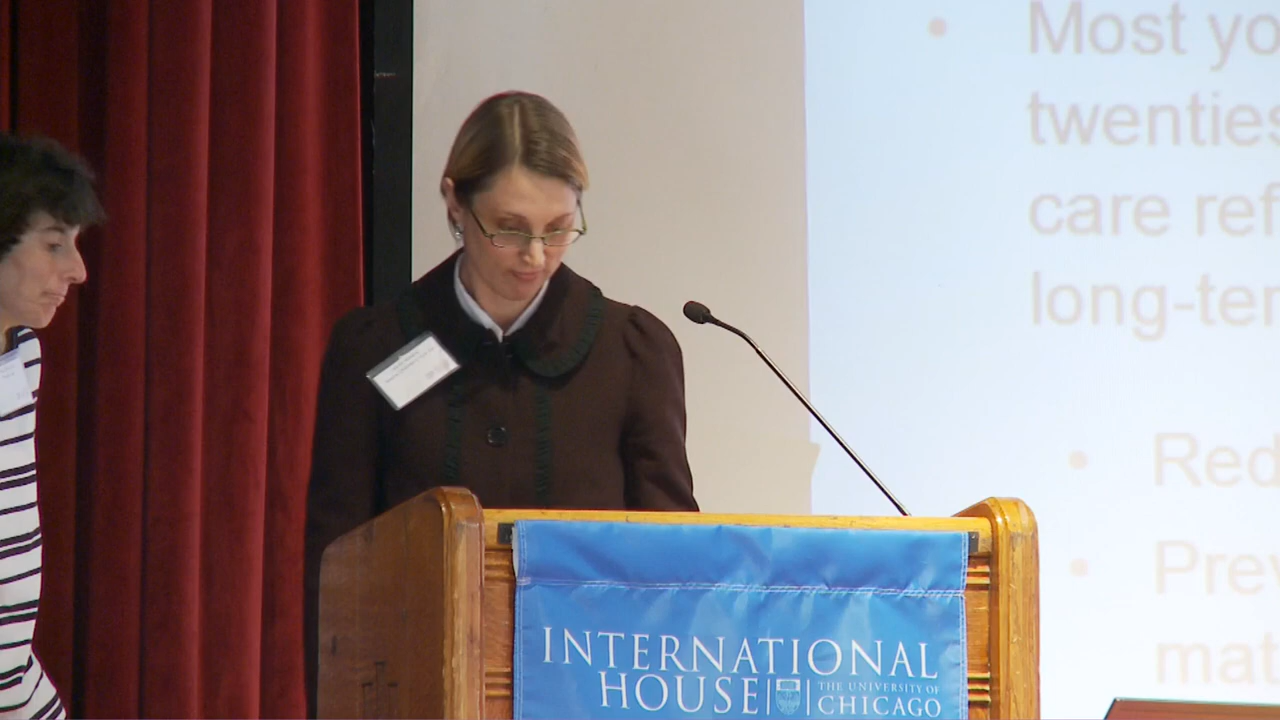 Most yo
twenties
care ref
long-ter
Red
Prev
mat
INTERNATIONAL
HOUSE THE UNIVERSITY OF
CHICAGO